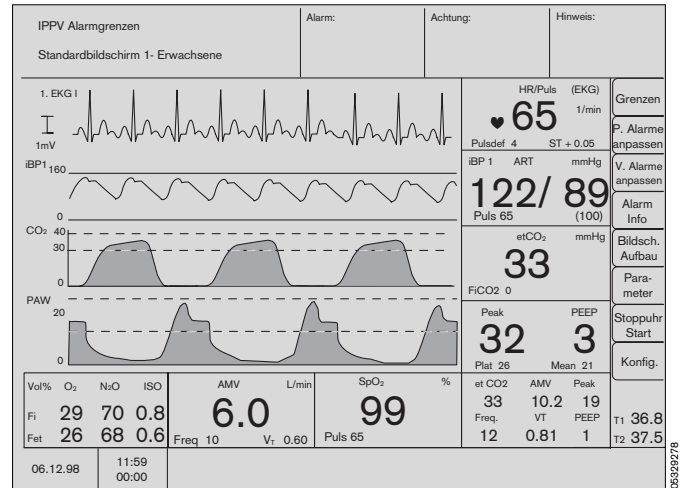 IPPV Alarmgrenzen
Standardbildschirm 1- Erwachsene
Alarm:
Achtung:
Hinweis:
1. EKG I
1mV
iBP1
160
0
CO₂
40
30
0
PAW
20
0
HR/Puls (EKG)
65
1/min
Pulsdef 4 ST + 0.05
iBP 1 ART mmHg
122/ 89
Puls 65 (100)
etCO₂ mmHg
33
FiCO2 0
Peak PEEP
32 3
Plat 26 Mean 21
Grenzen
P. Alarme
anpassen
V. Alarme
anpassen
Alarm
Info
Bildsch.
Aufbau
Para-
meter
Stoppuhr
Start
Konfig.
Vol% O₂ N₂O ISO
Fi 29 70 0.8
Fet 26 68 0.6
AMV L/min
6.0
Freq 10 VT 0.60
SpO₂ %
99
Puls 65
et CO2 AMV Peak
33 10.2 19
Freq. VT PEEP
12 0.81 1
T1 36.8
T2 37.5
06.12.98
11:59
00:00
05329278